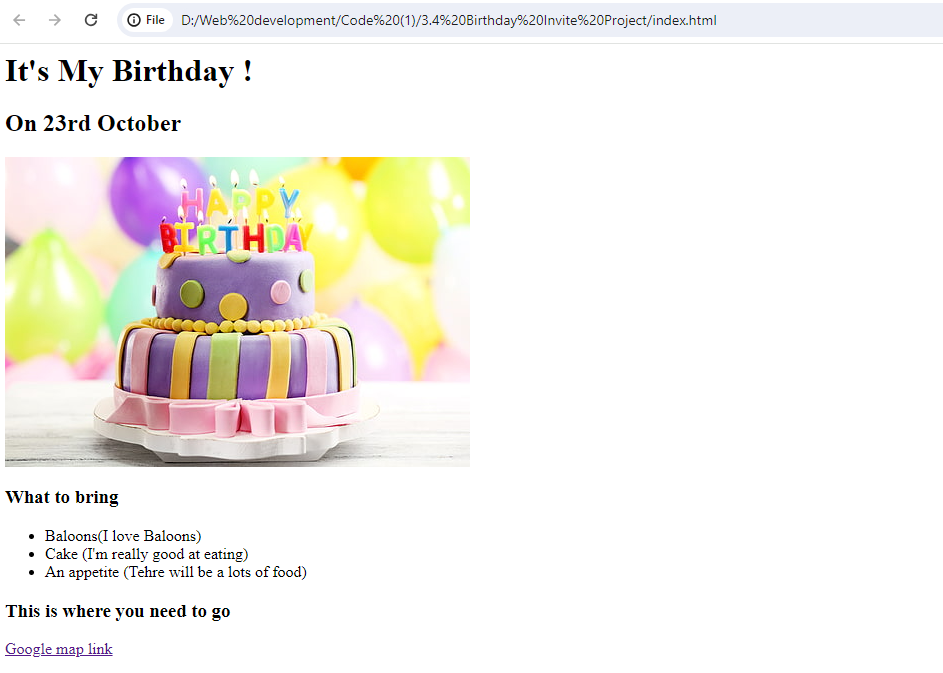 File D:/Web%20development/Code%20(1)/3.4%20Birthday%20Invite%20Project/index.html
It's My Birthday !
On 23rd October
HAPPY
BIRTHDAY
What to bring
Baloons(I love Baloons)
Cake (I'm really good at eating)
An appetite (Tehre will be a lots of food)
This is where you need to go
Google map link